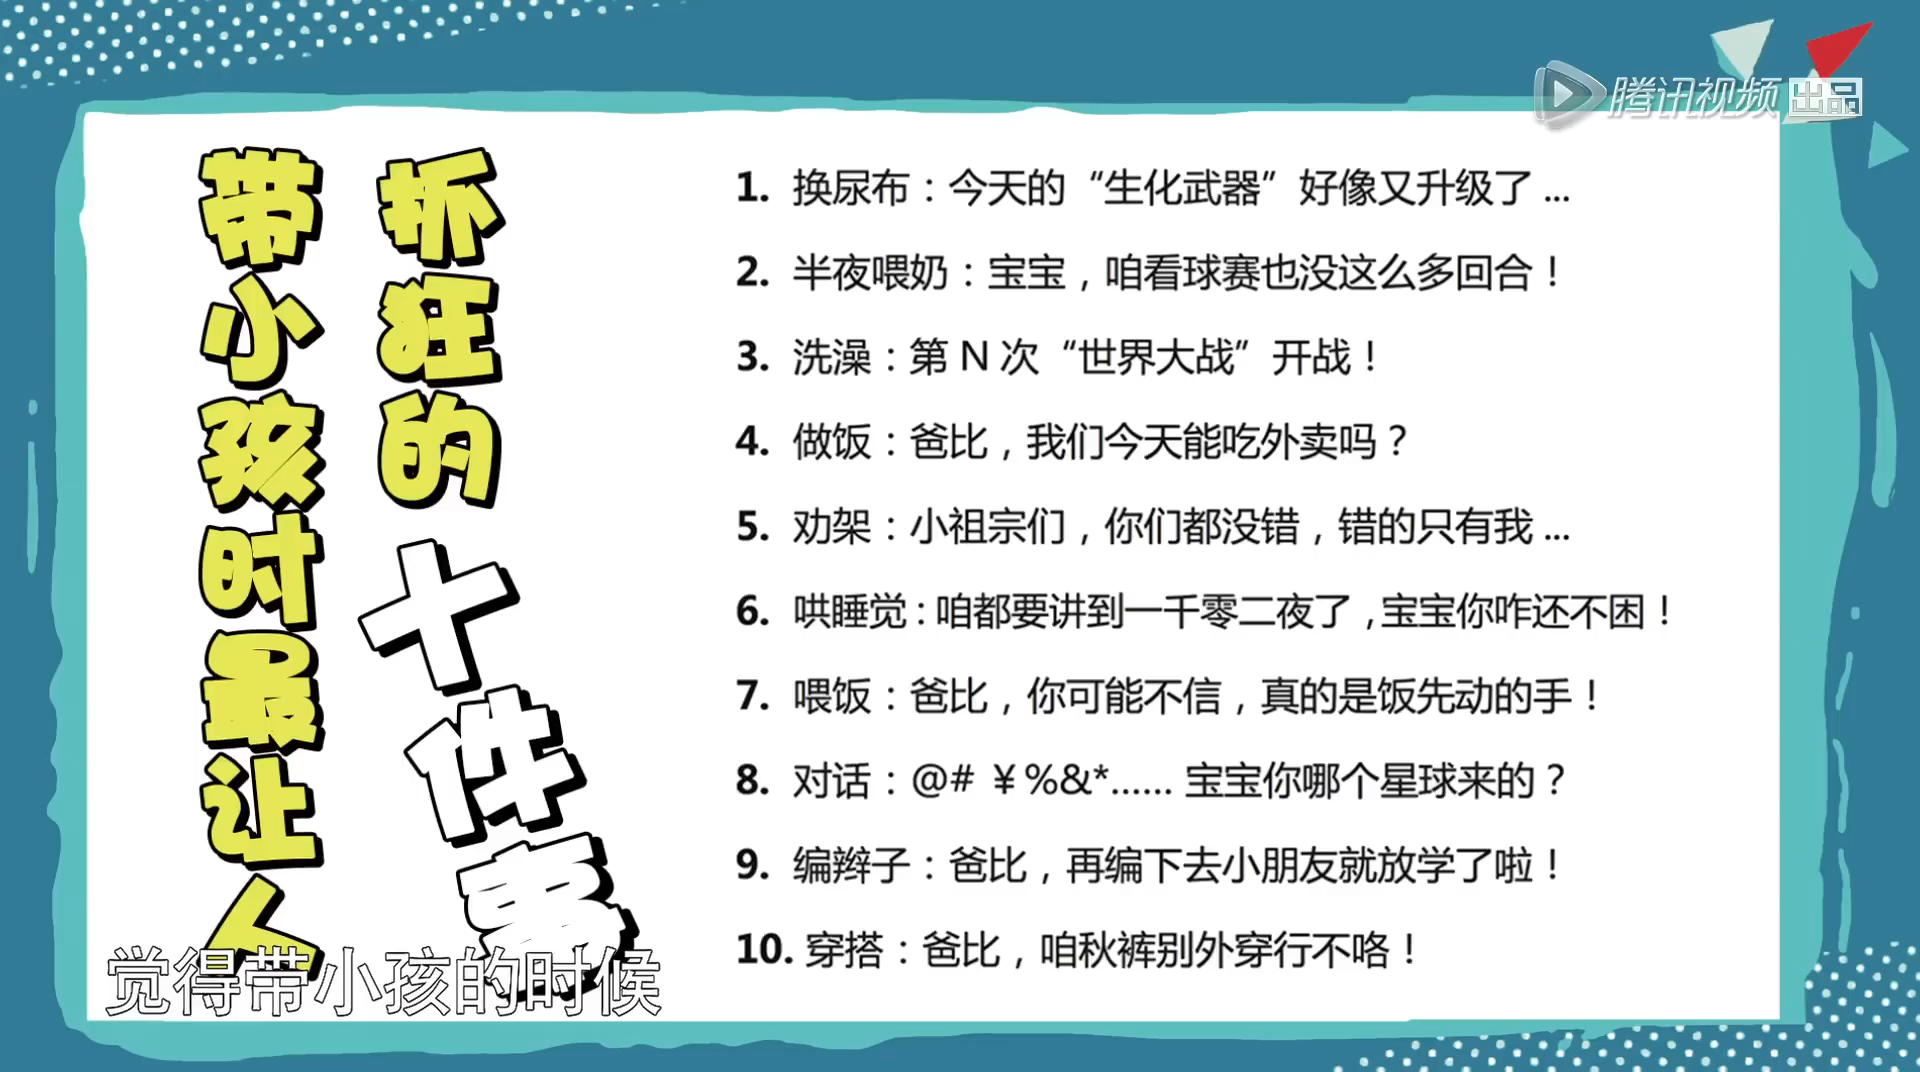 腾讯视频 出品
带小孩时最让人
抓狂的
十件事
1. 换尿布：今天的“生化武器”好像又升级了 ...
2. 半夜喂奶：宝宝，咱看球赛也没这么多回合！
3. 洗澡：第 N 次“世界大战”开战！
4. 做饭：爸比，我们今天能吃外卖吗？
5. 劝架：小祖宗们，你们都没错，错的只有我 ...
6. 哄睡觉：咱都要讲到一千零二夜了，宝宝你咋还不困！
7. 喂饭：爸比，你可能不信，真的是饭先动的手！
8. 对话：@# ￥%&*...... 宝宝你哪个星球来的？
9. 编辫子：爸比，再编下去小朋友就放学了啦！
10. 穿搭：爸比，咱秋裤别外穿行不咯！
觉得带小孩的时候